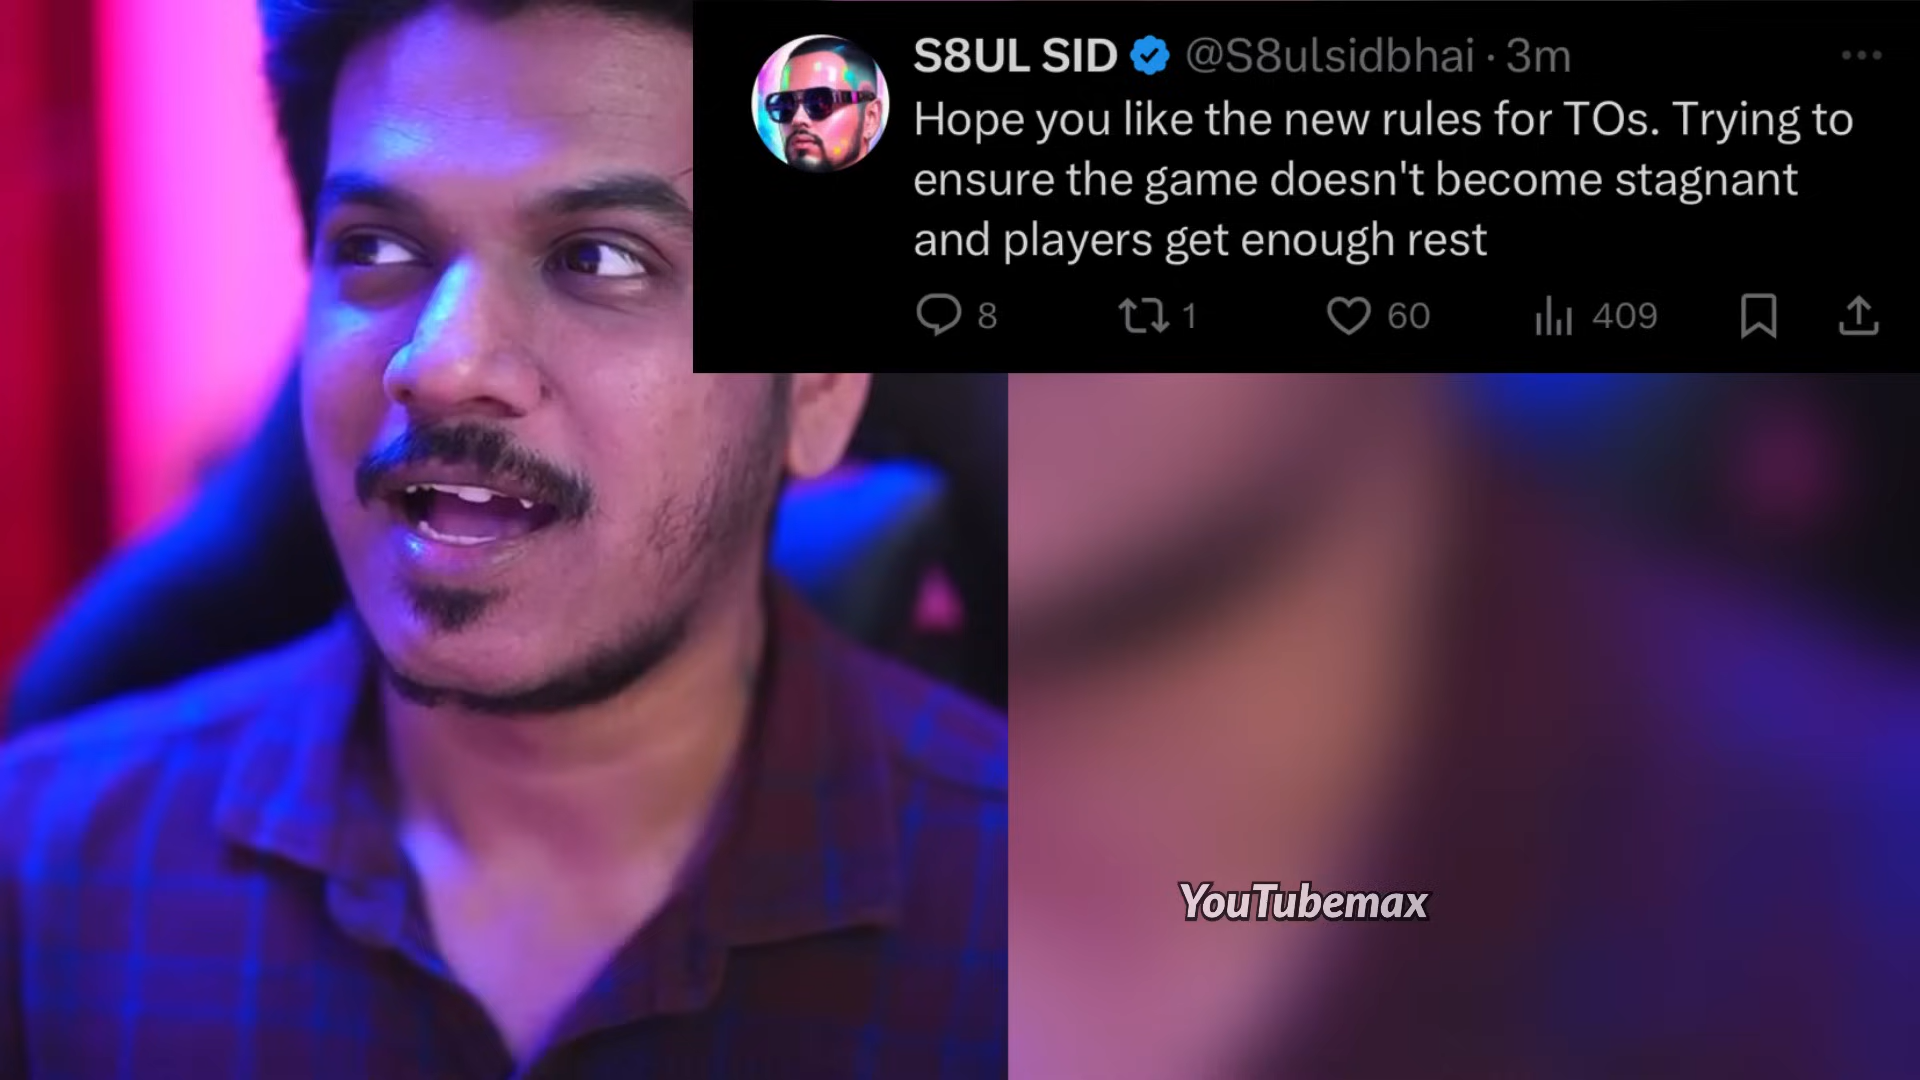 S8UL SID @S8ulsidbhai · 3m
Hope you like the new rules for TOs. Trying to
ensure the game doesn't become stagnant
and players get enough rest
8 1 60 409
YouTubemax